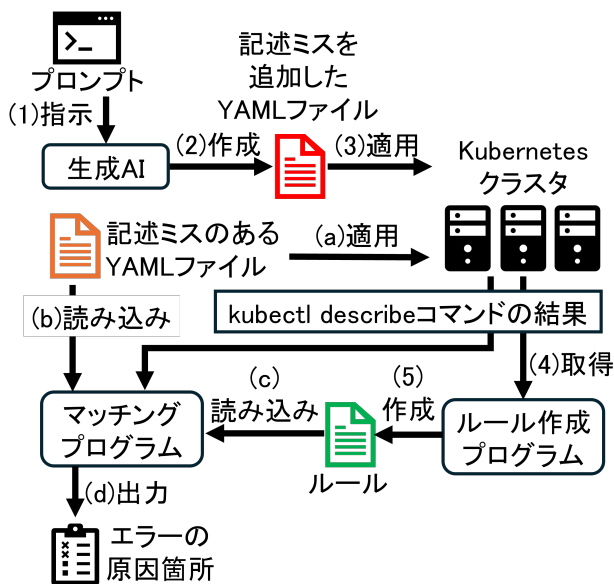 プロンプト
記述ミスを
追加した
YAMLファイル
(1)指示
生成AI
(2)作成
(3)適用
Kubernetes
クラスタ
記述ミスのある
YAMLファイル
(a)適用
(b)読み込み
kubectl describeコマンドの結果
(4)取得
(c)
読み込み
(5)
作成
マッチング
プログラム
ルール
ルール作成
プログラム
(d)出力
エラーの
原因箇所